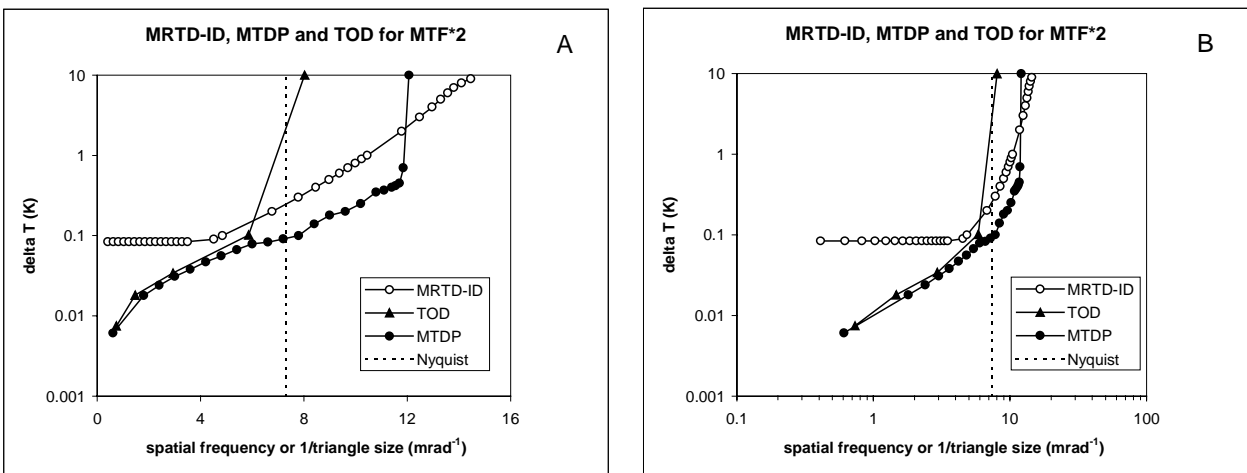 MRTD-ID, MTDP and TOD for MTF*2
A
10
1
0.1
0.01
0.001
delta T (K)
0
4
8
12
16
spatial frequency or 1/triangle size (mrad⁻¹)
MRTD-ID
TOD
MTDP
Nyquist
MRTD-ID, MTDP and TOD for MTF*2
B
10
1
0.1
0.01
0.001
delta T (K)
0.1
1
10
100
spatial frequency or 1/triangle size (mrad⁻¹)
MRTD-ID
TOD
MTDP
Nyquist